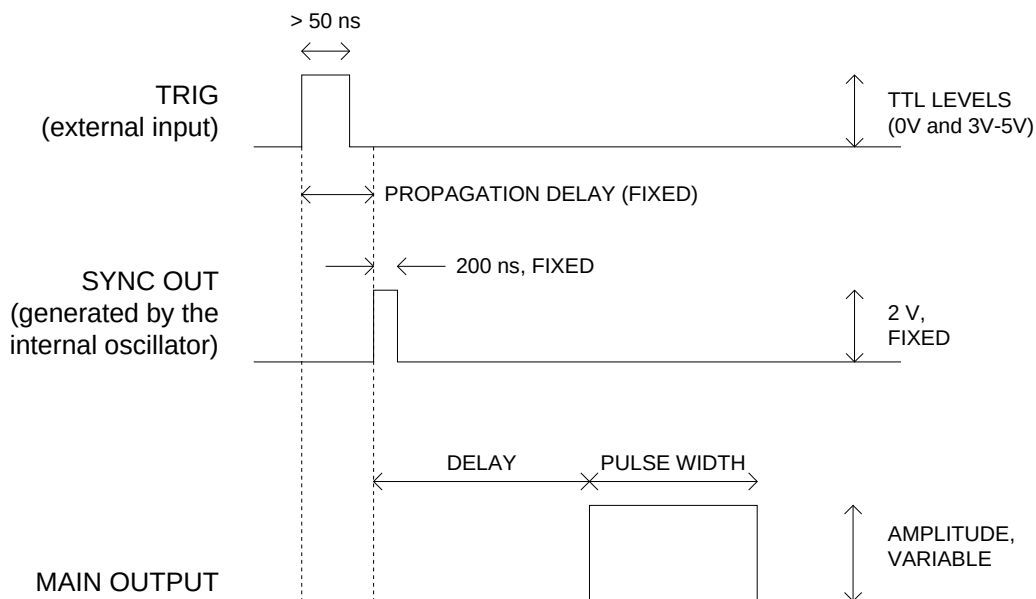 > 50 ns
TRIG
(external input)
TTL LEVELS
(0V and 3V-5V)
PROPAGATION DELAY (FIXED)
200 ns, FIXED
SYNC OUT
(generated by the
internal oscillator)
2 V,
FIXED
DELAY
PULSE WIDTH
AMPLITUDE,
VARIABLE
MAIN OUTPUT